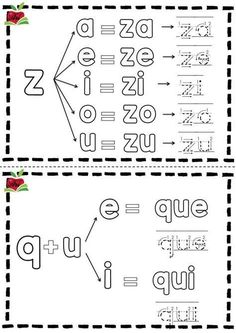 a = za → za
e = ze → ze
z i = zi → zi
o = zo → zo
u = zu → zu
e = que
que
q+u
i = qui
qui